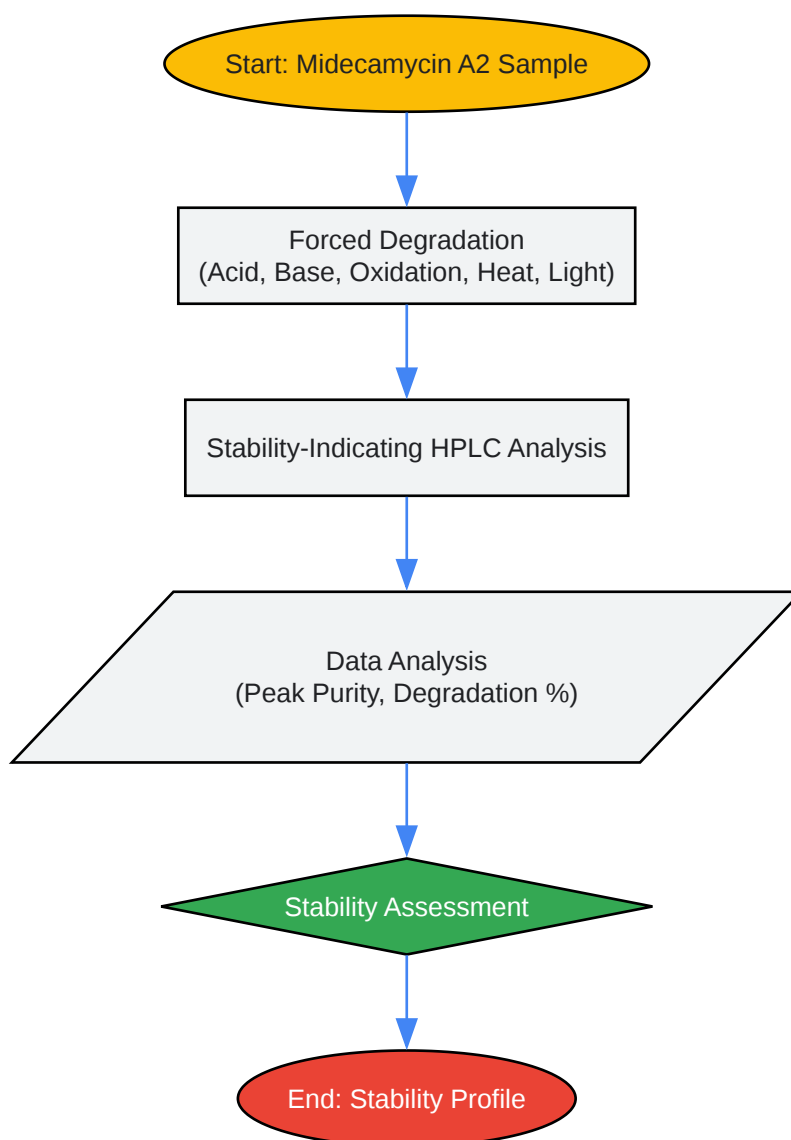 Start: Midecamycin A2 Sample
Forced Degradation
(Acid, Base, Oxidation, Heat, Light)
Stability-Indicating HPLC Analysis
Data Analysis
(Peak Purity, Degradation %)
Stability Assessment
End: Stability Profile